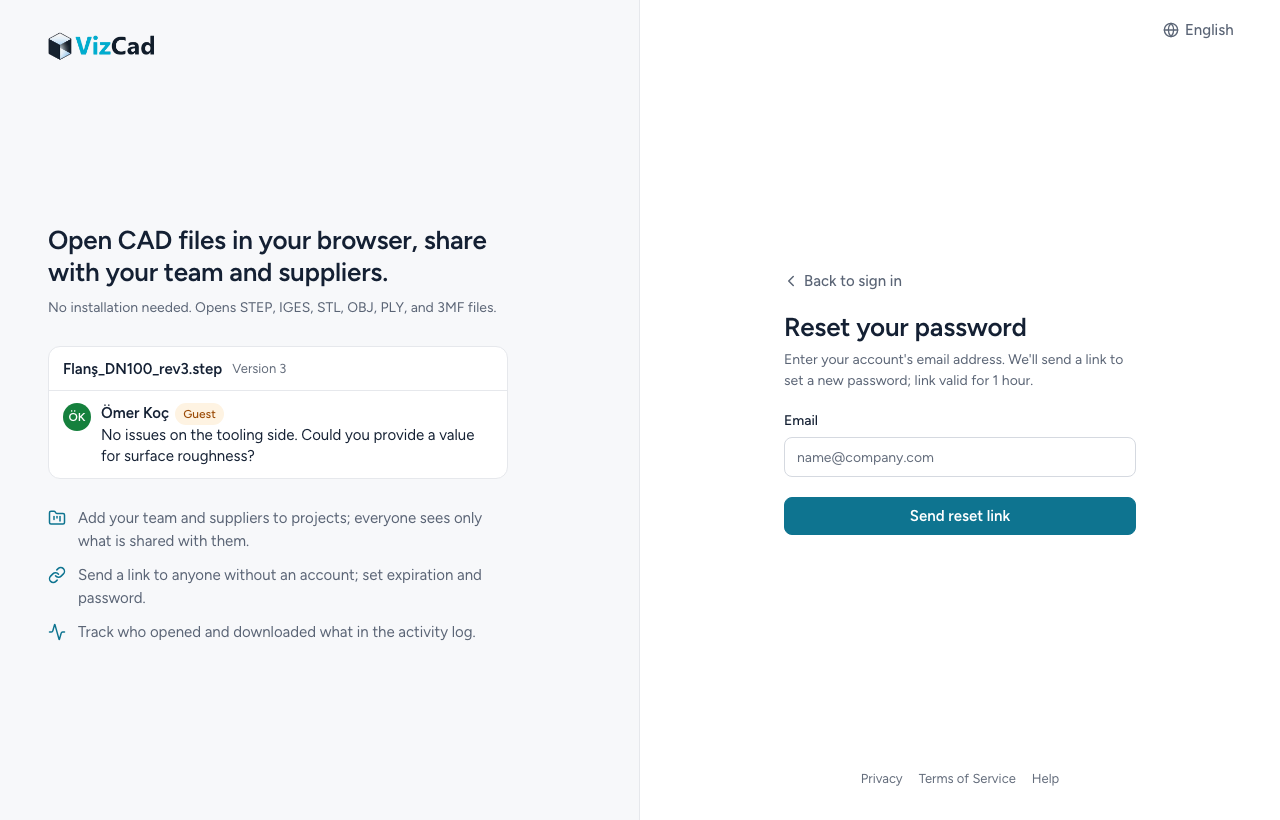 VizCad
English
Open CAD files in your browser, share
with your team and suppliers.
No installation needed. Opens STEP, IGES, STL, OBJ, PLY, and 3MF files.
Flanş_DN100_rev3.step Version 3
ÖK Ömer Koç Guest
No issues on the tooling side. Could you provide a value
for surface roughness?
Add your team and suppliers to projects; everyone sees only
what is shared with them.
Send a link to anyone without an account; set expiration and
password.
Track who opened and downloaded what in the activity log.
Back to sign in
Reset your password
Enter your account's email address. We'll send a link to
set a new password; link valid for 1 hour.
Email
name@company.com
Send reset link
Privacy Terms of Service Help